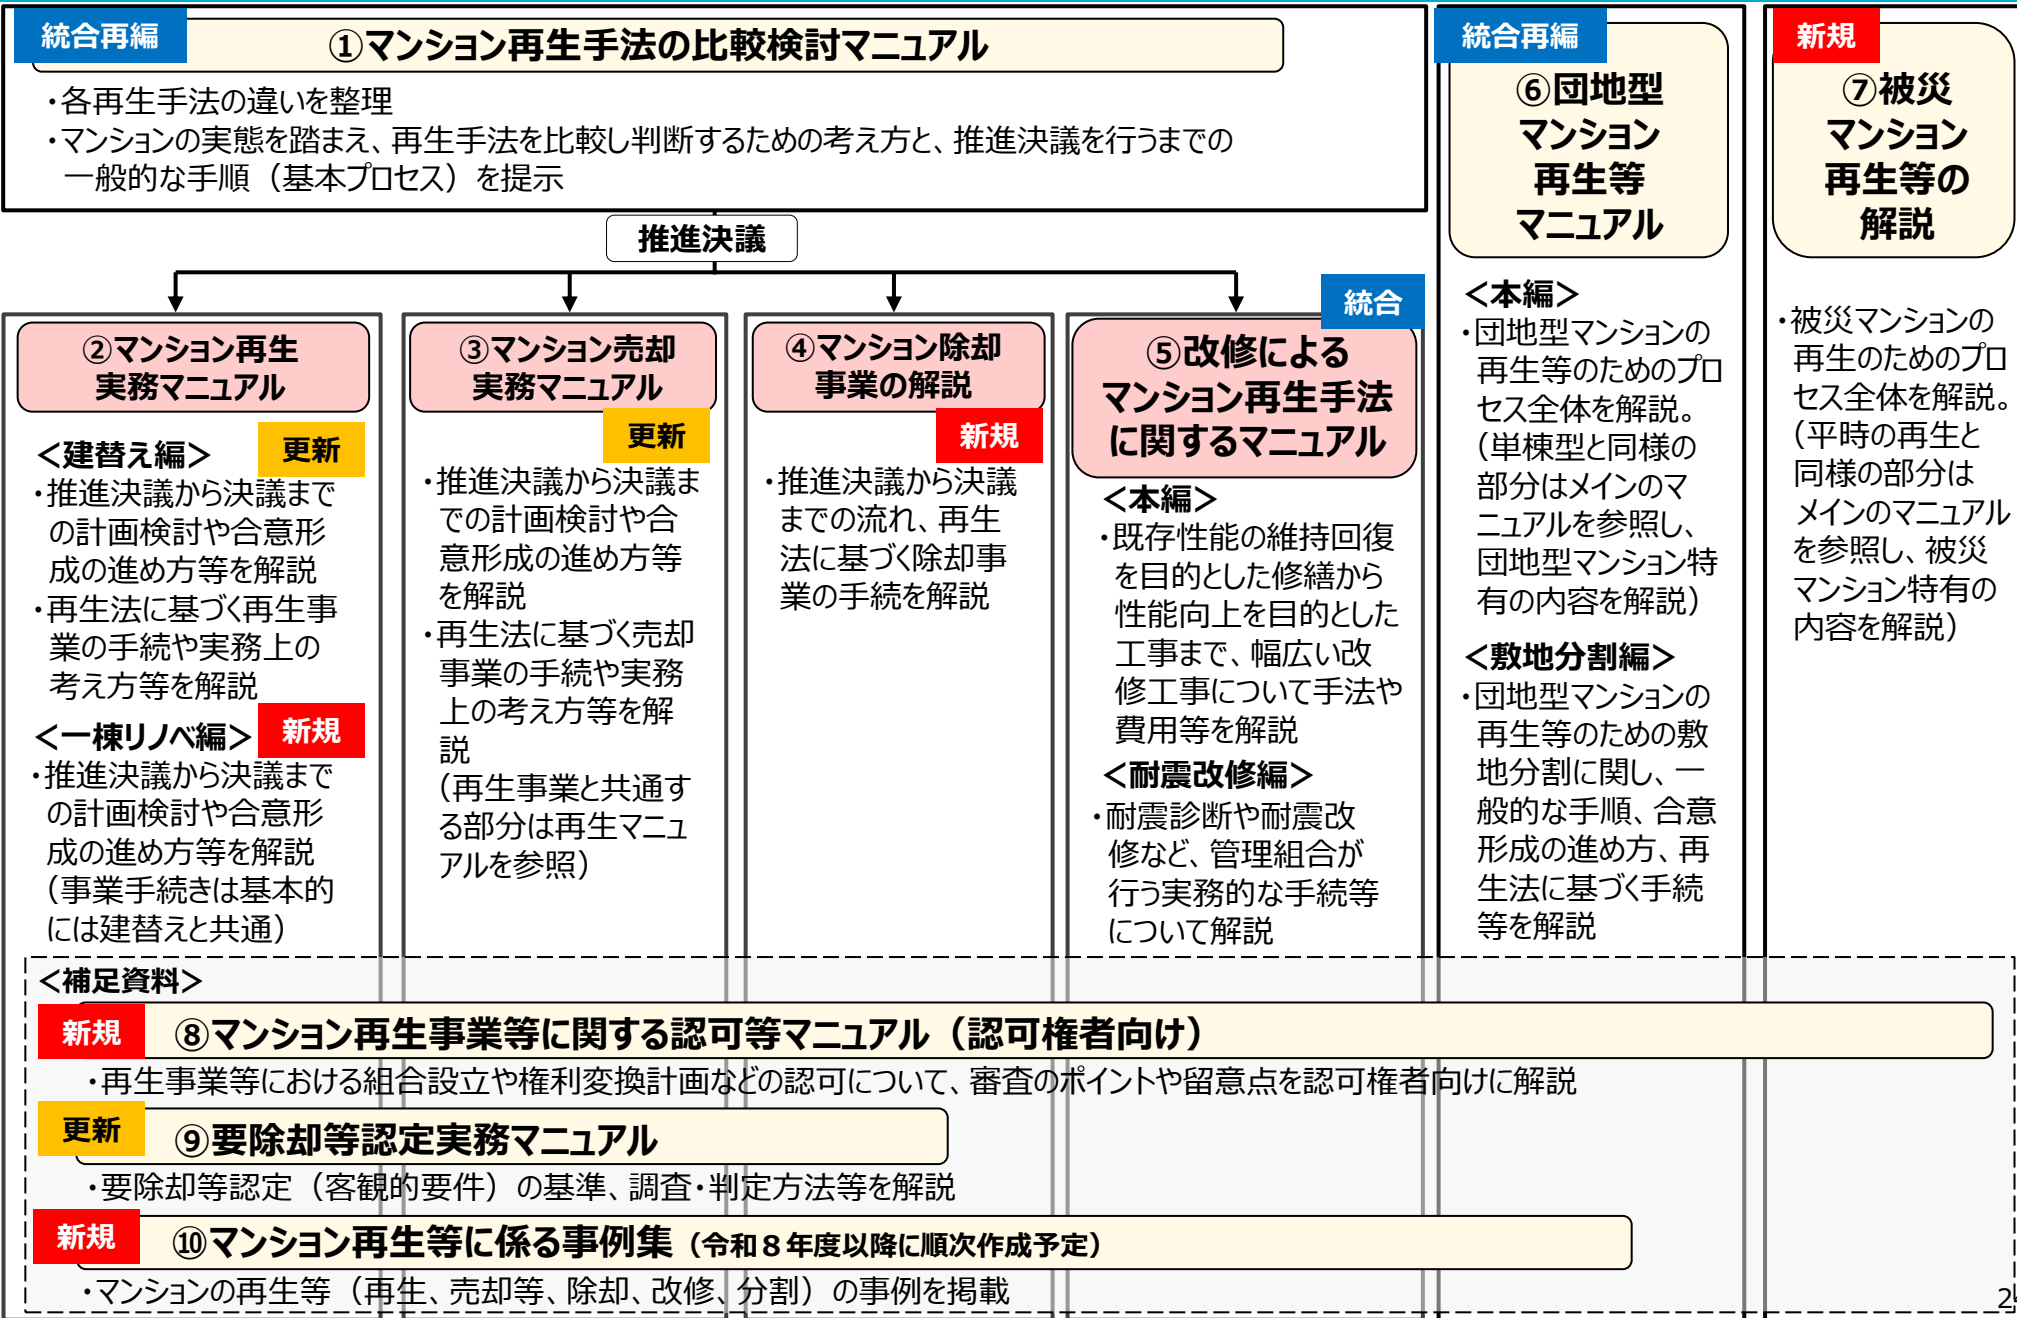 統合再編
①マンション再生手法の比較検討マニュアル
・各再生手法の違いを整理
・マンションの実態を踏まえ、再生手法を比較し判断するための考え方と、推進決議を行うまでの
一般的な手順（基本プロセス）を提示
推進決議
②マンション再生
実務マニュアル
更新
＜建替え編＞
・推進決議から決議まで
の計画検討や合意形
成の進め方等を解説
・再生法に基づく再生事
業の手続や実務上の
考え方等を解説
新規
＜一棟リノベ編＞
・推進決議から決議まで
の計画検討や合意形
成の進め方等を解説
（事業手続きは基本的
には建替えと共通）
③マンション売却
実務マニュアル
更新
・推進決議から決議ま
での計画検討や合
意形成の進め方等
を解説
・再生法に基づく売却
事業の手続や実務
上の考え方等を解
説
（再生事業と共通す
る部分は再生マニュ
アルを参照）
④マンション除却
事業の解説
新規
・推進決議から決議
までの流れ、再生
法に基づく除却事
業の手続を解説
統合
⑤改修による
マンション再生手法
に関するマニュアル
＜本編＞
・既存性能の維持回復
を目的とした修繕から
性能向上を目的とした
工事まで、幅広い改
修工事について手法や
費用等を解説
＜耐震改修編＞
・耐震診断や耐震改
修など、管理組合が
行う実務的な手続等
について解説
統合再編
⑥団地型
マンション
再生等
マニュアル
＜本編＞
・団地型マンションの
再生等のためのプロ
セス全体を解説。
（単棟型と同様の
部分はメインのマ
ニュアルを参照し、
団地型マンション特
有の内容を解説）
＜敷地分割編＞
・団地型マンションの
再生等のための敷
地分割に関し、一
般的な手順、合意
形成の進め方、再
生法に基づく手続
等を解説
新規
⑦被災
マンション
再生等の
解説
・被災マンションの
再生のためのプロ
セス全体を解説。
（平時の再生と
同様の部分は
メインのマニュアル
を参照し、被災
マンション特有の
内容を解説）
＜補足資料＞
新規
⑧マンション再生事業等に関する認可等マニュアル（認可権者向け）
・再生事業等における組合設立や権利変換計画などの認可について、審査のポイントや留意点を認可権者向けに解説
更新
⑨要除却等認定実務マニュアル
・要除却等認定（客観的要件）の基準、調査・判定方法等を解説
新規
⑩マンション再生等に係る事例集（令和８年度以降に順次作成予定）
・マンションの再生等（再生、売却等、除却、改修、分割）の事例を掲載